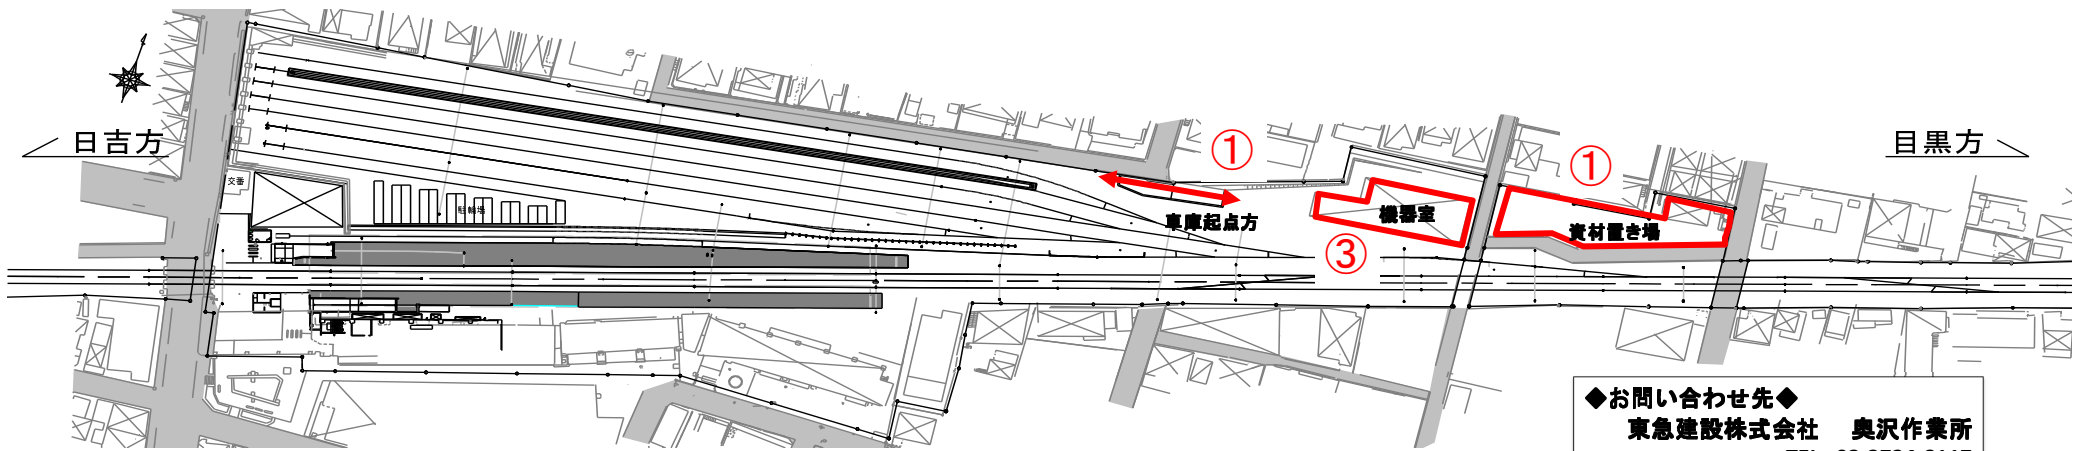 日吉方
目黒方
①
①
交番
駐輪場
車庫起点方
機器室
資材置き場
③
◆お問い合わせ先◆
東急建設株式会社　奥沢作業所